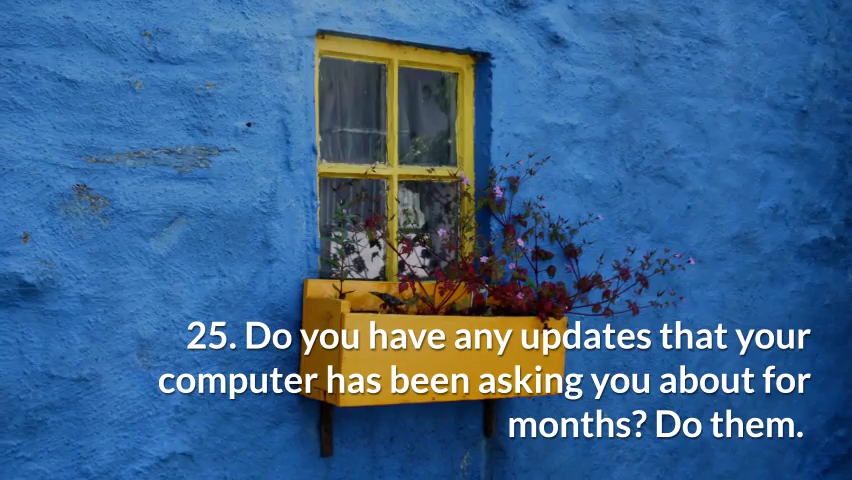 25. Do you have any updates that your
computer has been asking you about for
months? Do them.